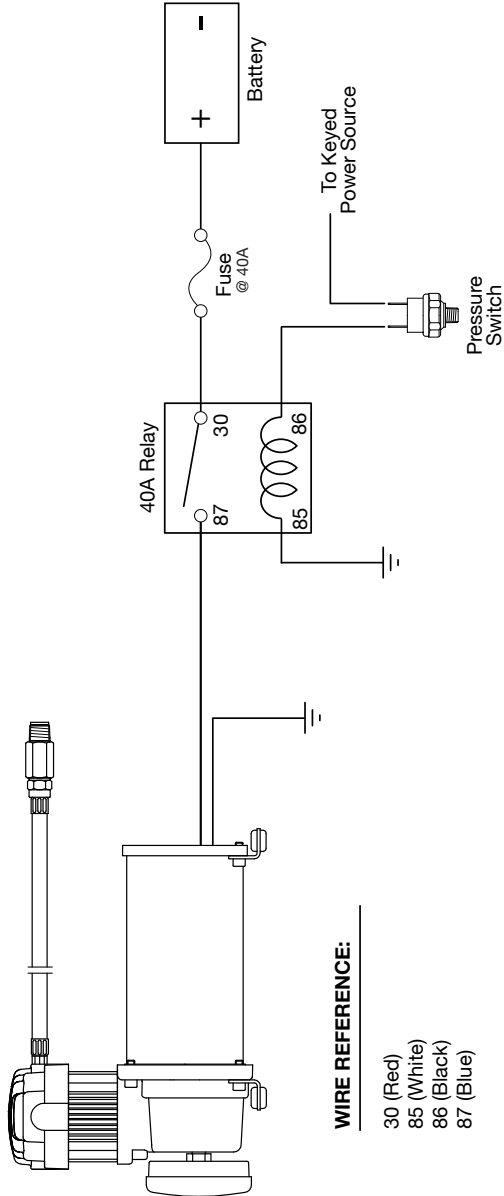 40A Relay
87
30
85
86
Fuse
@ 40A
+
-
Battery
To Keyed
Power Source
Pressure
Switch
WIRE REFERENCE:
30 (Red)
85 (White)
86 (Black)
87 (Blue)